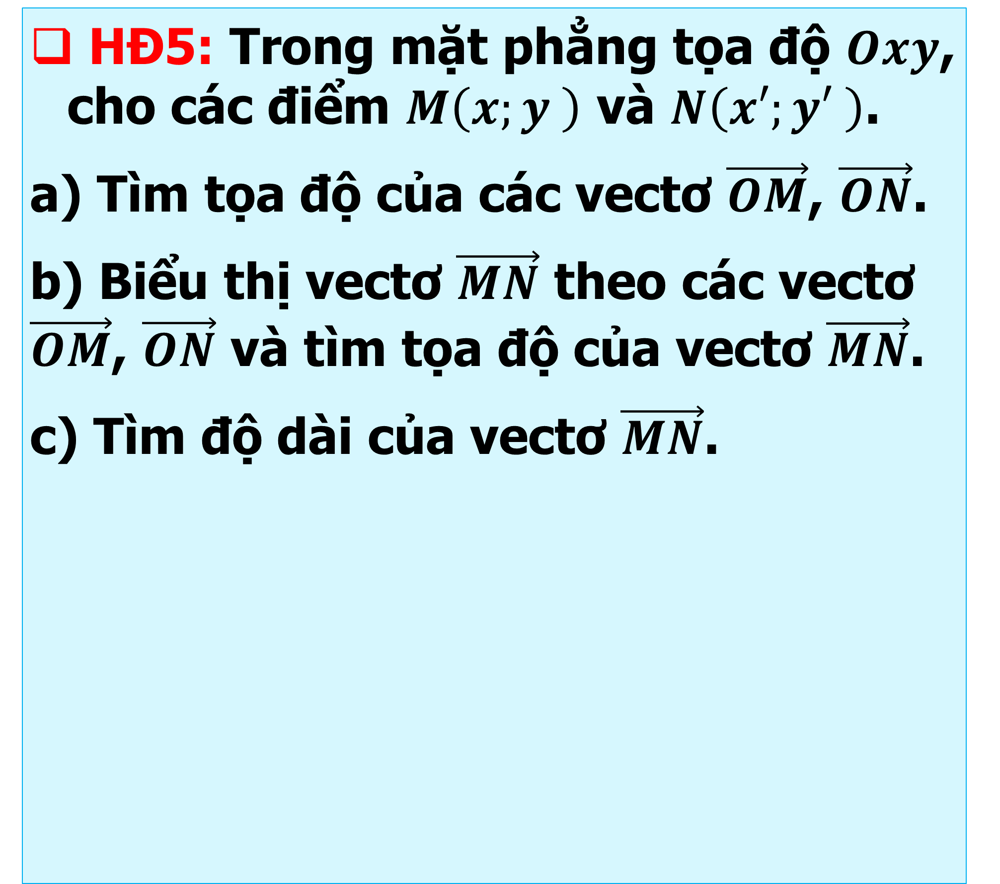 ❑ HĐ5: Trong mặt phẳng tọa độ Oxy,
cho các điểm M(x; y ) và N(x′; y′ ).
a) Tìm tọa độ của các vectơ \overrightarrow{OM}, \overrightarrow{ON}.
b) Biểu thị vectơ \overrightarrow{MN} theo các vectơ
\overrightarrow{OM}, \overrightarrow{ON} và tìm tọa độ của vectơ \overrightarrow{MN}.
c) Tìm độ dài của vectơ \overrightarrow{MN}.